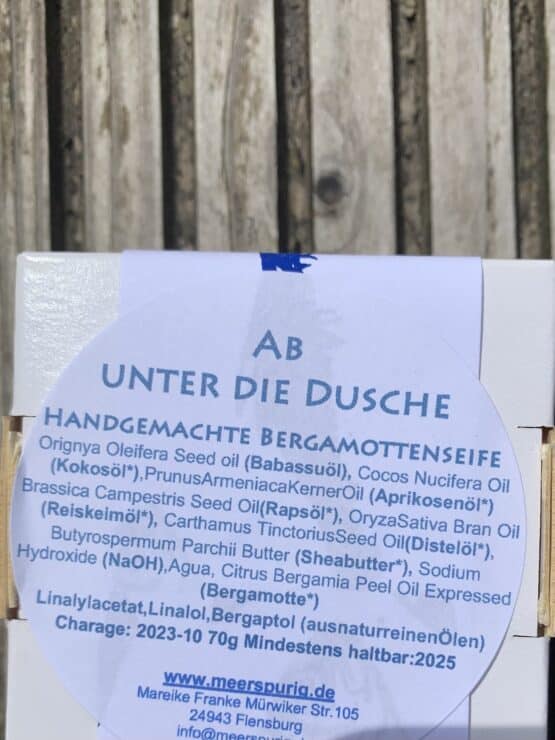 AB
UNTER DIE DUSCHE
HANDGEMACHTE BERGAMOTTENSEIFE
Orignya Oleifera Seed oil (Babassuöl), Cocos Nucifera Oil
(Kokosöl*),PrunusArmeniacaKernerOil (Aprikosenöl*)
Brassica Campestris Seed Oil(Rapsöl*), OryzaSativa Bran Oil
(Reiskeimöl*), Carthamus TinctoriusSeed Oil(Distelöl*),
Butyrospermum Parchii Butter (Sheabutter*), Sodium
Hydroxide (NaOH),Agua, Citrus Bergamia Peel Oil Expressed
(Bergamotte*)
Linalylacetat,Linalol,Bergaptol (ausnaturreinenÖlen)
Charage: 2023-10 70g Mindestens haltbar:2025
www.meerspurig.de
Mareike Franke Mürwiker Str.105
24943 Flensburg